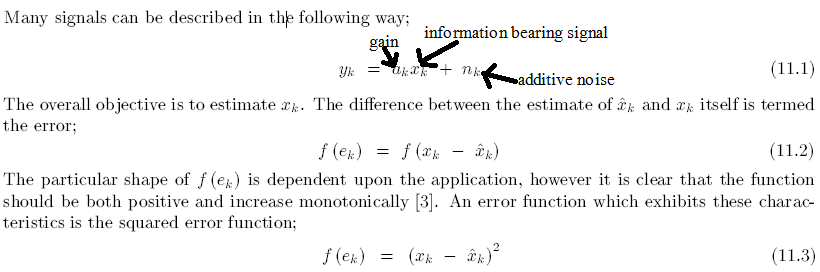 Many signals can be described in the following way;
gain
information bearing signal
y_k = a_k x_k + n_k (11.1)
additive noise
The overall objective is to estimate x_k. The difference between the estimate of x̂_k and x_k itself is termed
the error;
f (e_k) = f (x_k − x̂_k) (11.2)
The particular shape of f (e_k) is dependent upon the application, however it is clear that the function
should be both positive and increase monotonically [3]. An error function which exhibits these charac-
teristics is the squared error function;
f (e_k) = (x_k − x̂_k)² (11.3)